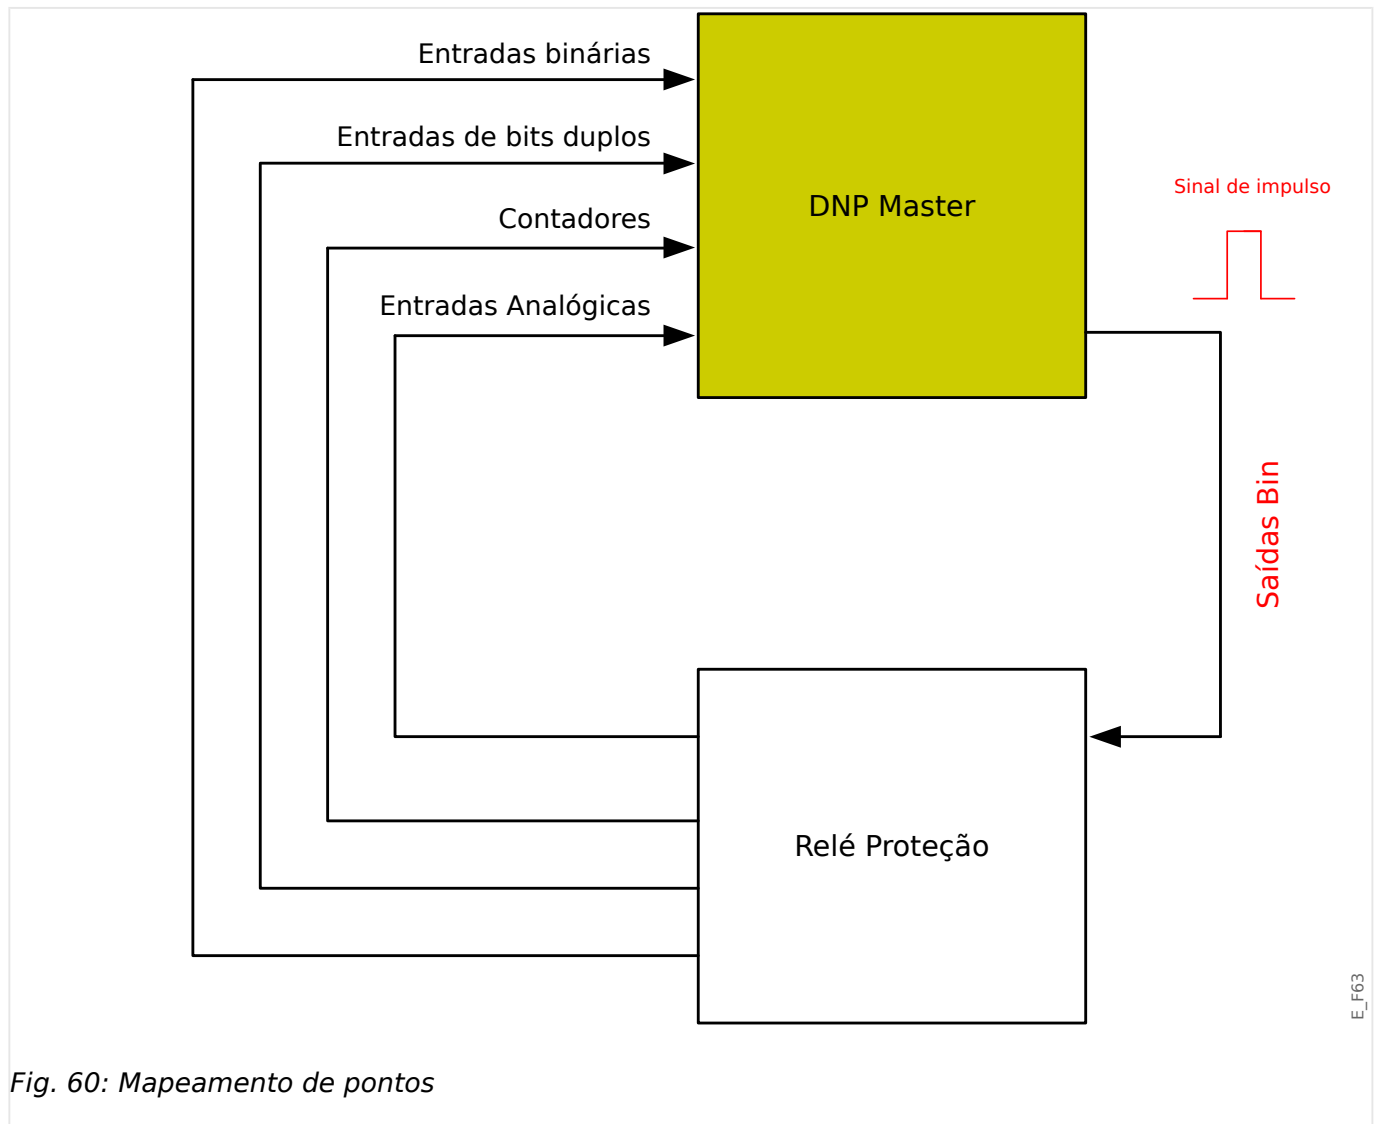 Entradas binárias
Entradas de bits duplos
Contadores
Entradas Analógicas
DNP Master
Sinal de impulso
Saídas Bin
Relé Proteção
E_F63
Fig. 60: Mapeamento de pontos